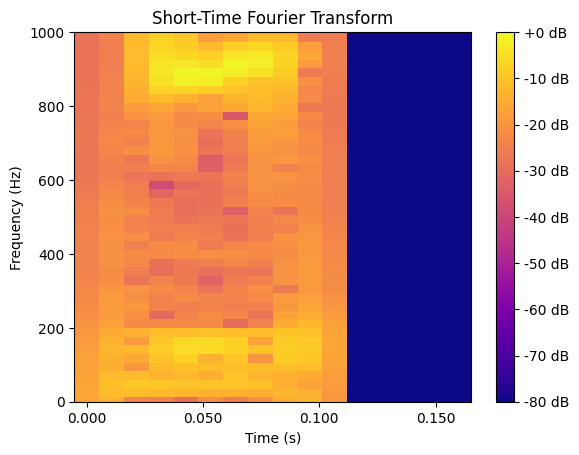 Short-Time Fourier Transform
1000
800
600
400
200
0
Frequency (Hz)
0.000
0.050
0.100
0.150
Time (s)
+0 dB
-10 dB
-20 dB
-30 dB
-40 dB
-50 dB
-60 dB
-70 dB
-80 dB